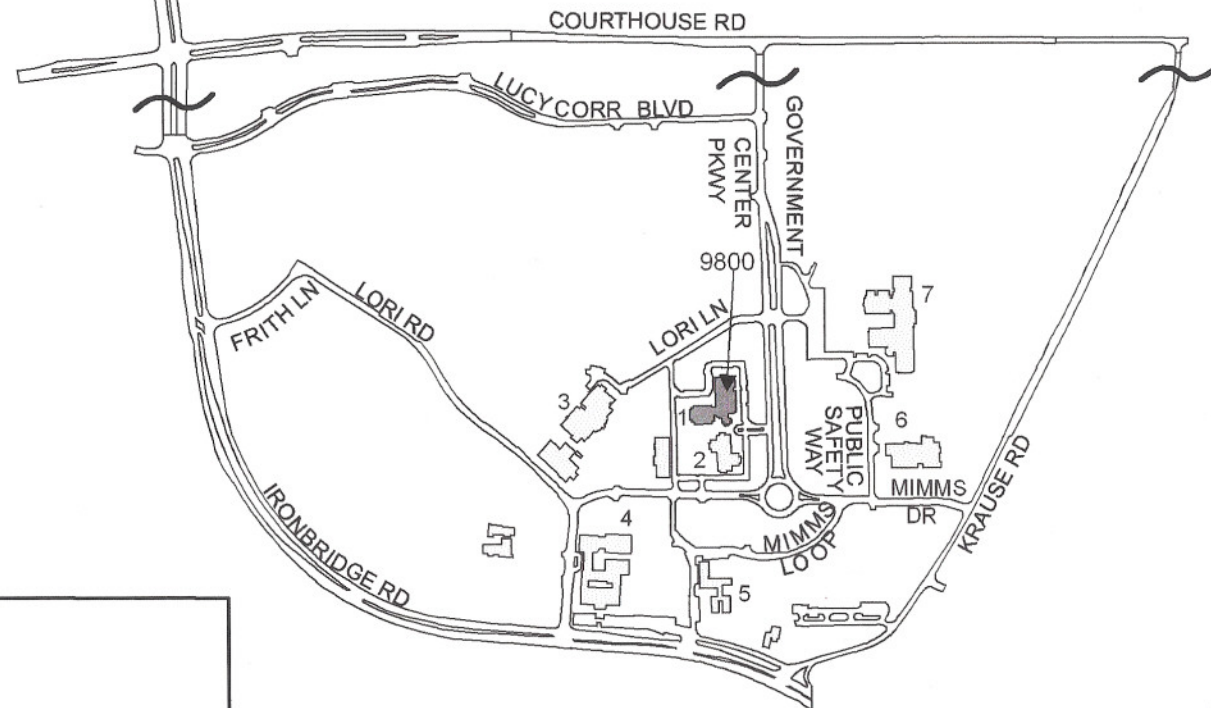 COURTHOUSE RD
LUCY CORR BLVD
GOVERNMENT
CENTER
PKWY
9800
7
FRITH LN
LORI RD
LORI LN
3
1
2
PUBLIC
SAFETY
WAY
6
MIMMS
DR
KRAUSE RD
IRONBRIDGE RD
4
MIMMS
LOOP
5